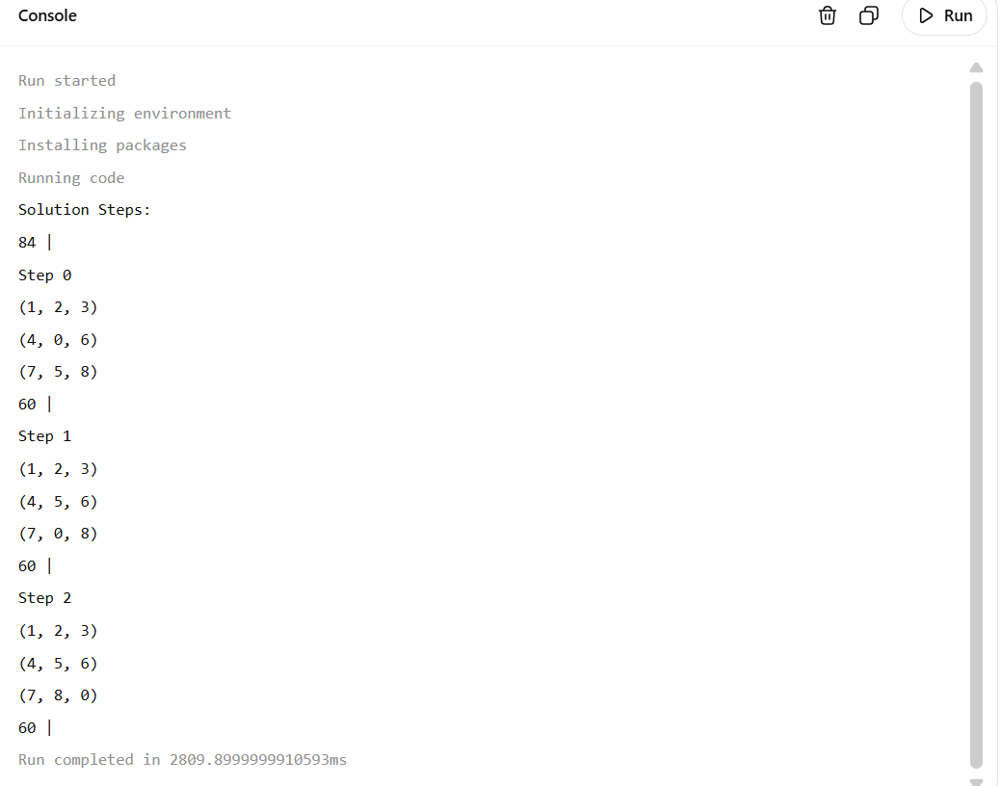 Console
Run
Run started
Initializing environment
Installing packages
Running code
Solution Steps:
84 |
Step 0
(1, 2, 3)
(4, 0, 6)
(7, 5, 8)
60 |
Step 1
(1, 2, 3)
(4, 5, 6)
(7, 0, 8)
60 |
Step 2
(1, 2, 3)
(4, 5, 6)
(7, 8, 0)
60 |
Run completed in 2809.8999999910593ms